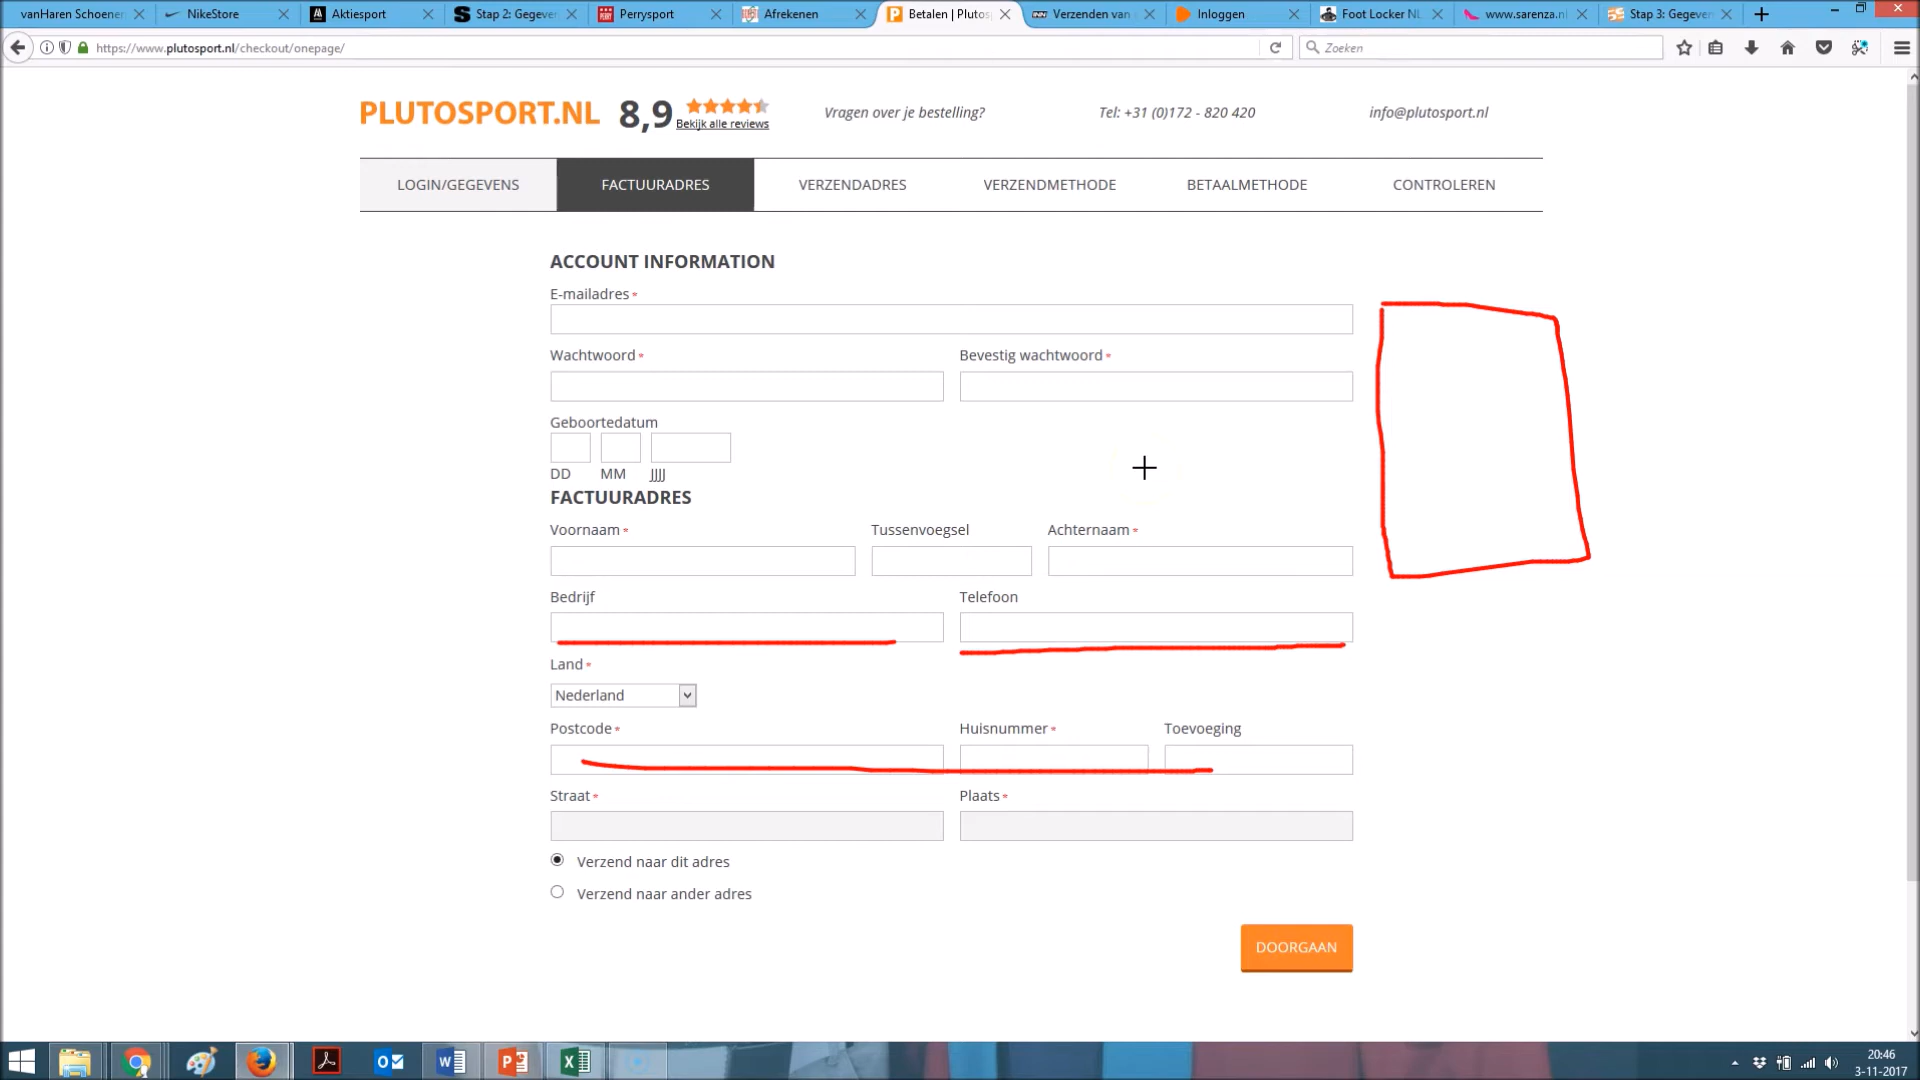 vanHaren Schoenen
NikeStore
Aktiesport
Stap 2: Gegeven
Perrysport
Afrekenen
Betalen | Plutos
Verzenden van
Inloggen
Foot Locker NL
www.sarenza.nl
Stap 3: Gegeven
https://www.plutosport.nl/checkout/onepage/
Zoeken
PLUTOSPORT.NL
8,9
Bekijk alle reviews
Vragen over je bestelling?
Tel: +31 (0)172 - 820 420
info@plutosport.nl
LOGIN/GEGEVENS
FACTUURADRES
VERZENDADRES
VERZENDMETHODE
BETAALMETHODE
CONTROLEREN
ACCOUNT INFORMATION
E-mailadres *
Wachtwoord *
Bevestig wachtwoord *
Geboortedatum
DD
MM
JJJJ
FACTUURADRES
Voornaam *
Tussenvoegsel
Achternaam *
Bedrijf
Telefoon
Land *
Nederland
Postcode *
Huisnummer *
Toevoeging
Straat *
Plaats *
Verzend naar dit adres
Verzend naar ander adres
DOORGAAN
20:46
3-11-2017